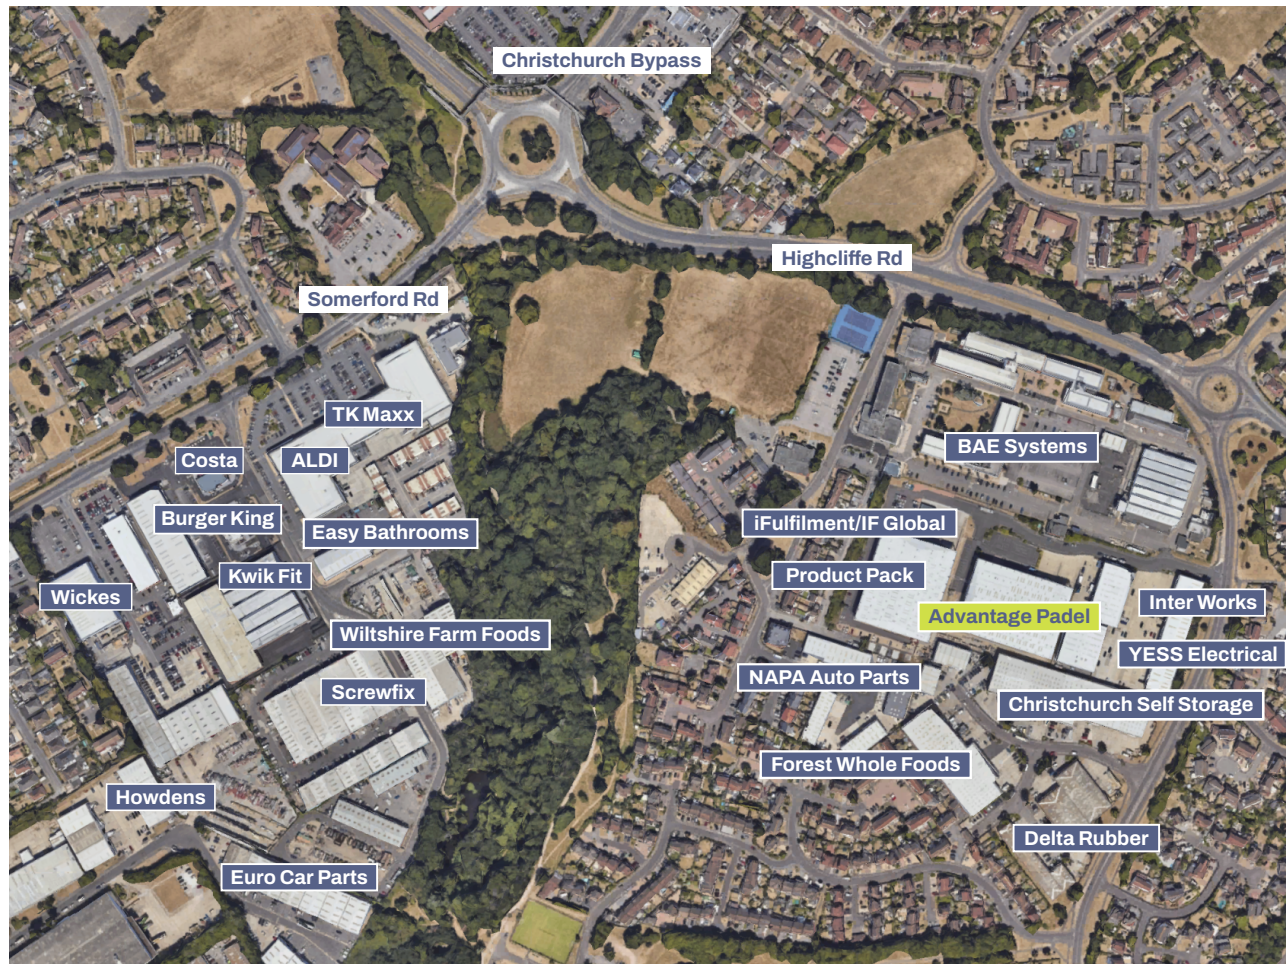 Christchurch Bypass
Highcliffe Rd
Somerford Rd
TK Maxx
BAE Systems
Costa
ALDI
Burger King
iFulfilment/IF Global
Easy Bathrooms
Kwik Fit
Product Pack
Wickes
Inter Works
Advantage Padel
Wiltshire Farm Foods
YESS Electrical
NAPA Auto Parts
Screwfix
Christchurch Self Storage
Forest Whole Foods
Howdens
Delta Rubber
Euro Car Parts